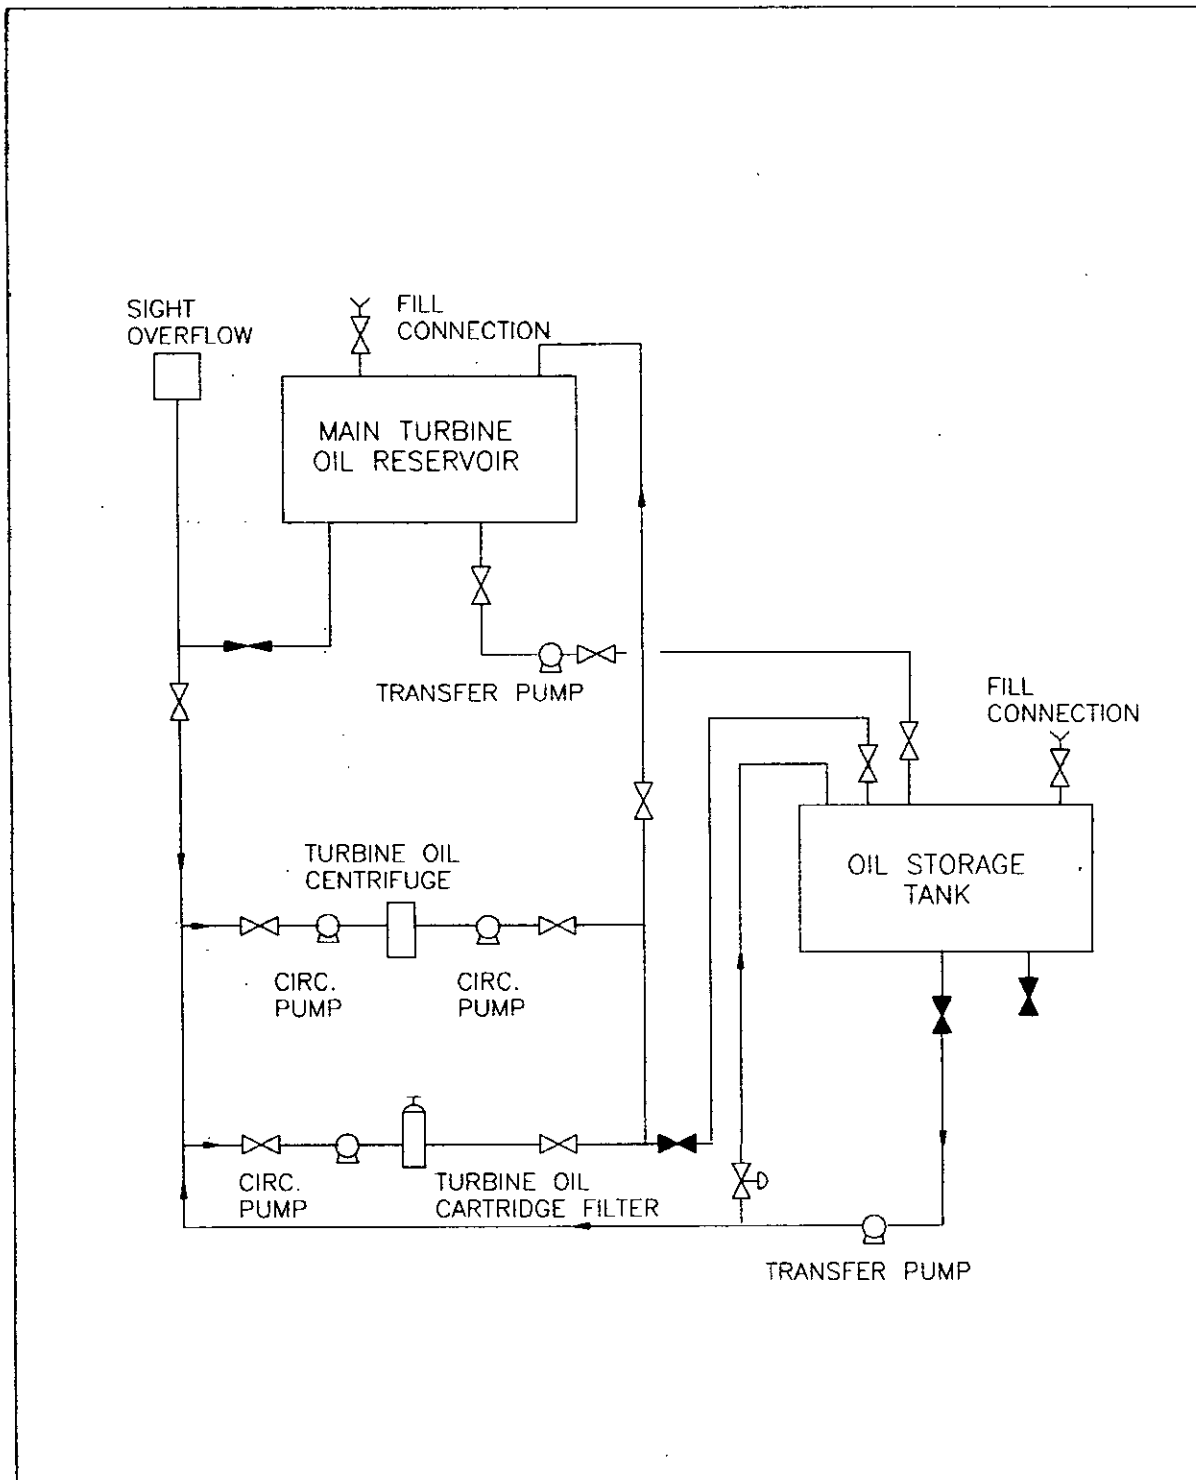 SIGHT
OVERFLOW
FILL
CONNECTION
MAIN TURBINE
OIL RESERVOIR
TRANSFER PUMP
FILL
CONNECTION
TURBINE OIL
CENTRIFUGE
OIL STORAGE
TANK
CIRC.
PUMP
CIRC.
PUMP
CIRC.
PUMP
TURBINE OIL
CARTRIDGE FILTER
TRANSFER PUMP